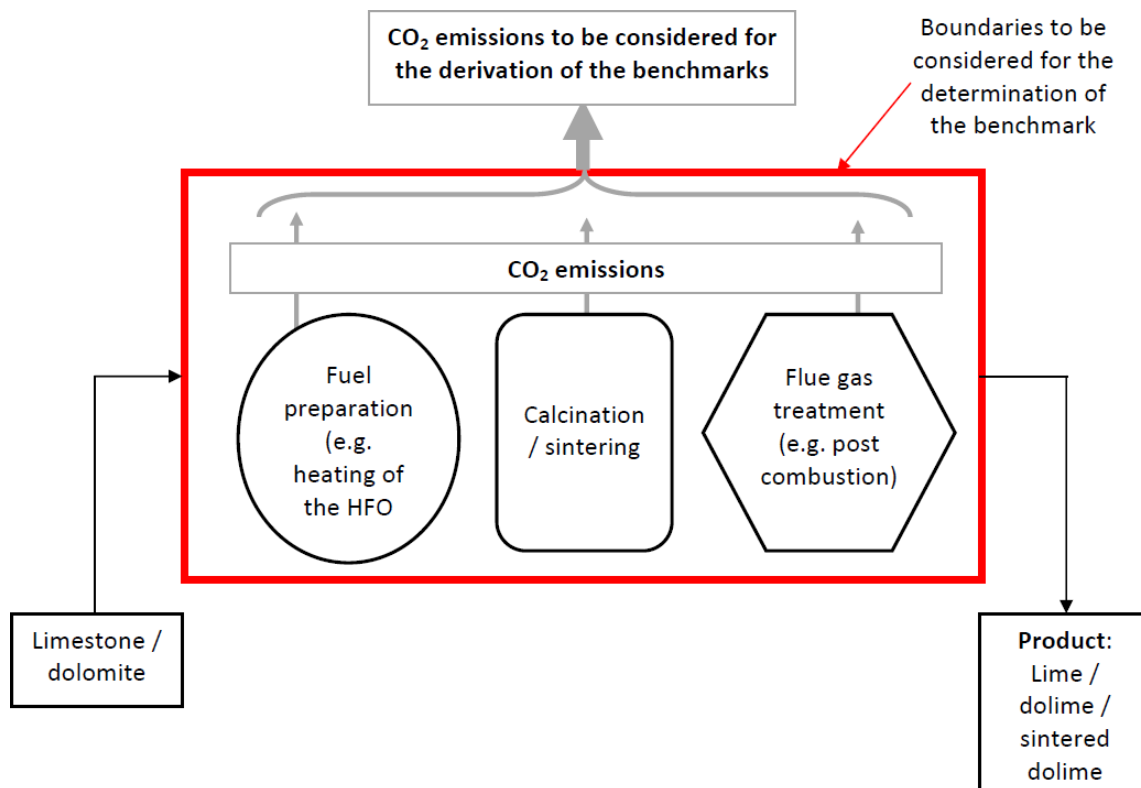 CO₂ emissions to be considered for
the derivation of the benchmarks
Boundaries to be
considered for the
determination of
the benchmark
CO₂ emissions
Fuel
preparation
(e.g.
heating of
the HFO
Calcination
/ sintering
Flue gas
treatment
(e.g. post
combustion)
Limestone /
dolomite
Product:
Lime /
dolime /
sintered
dolime